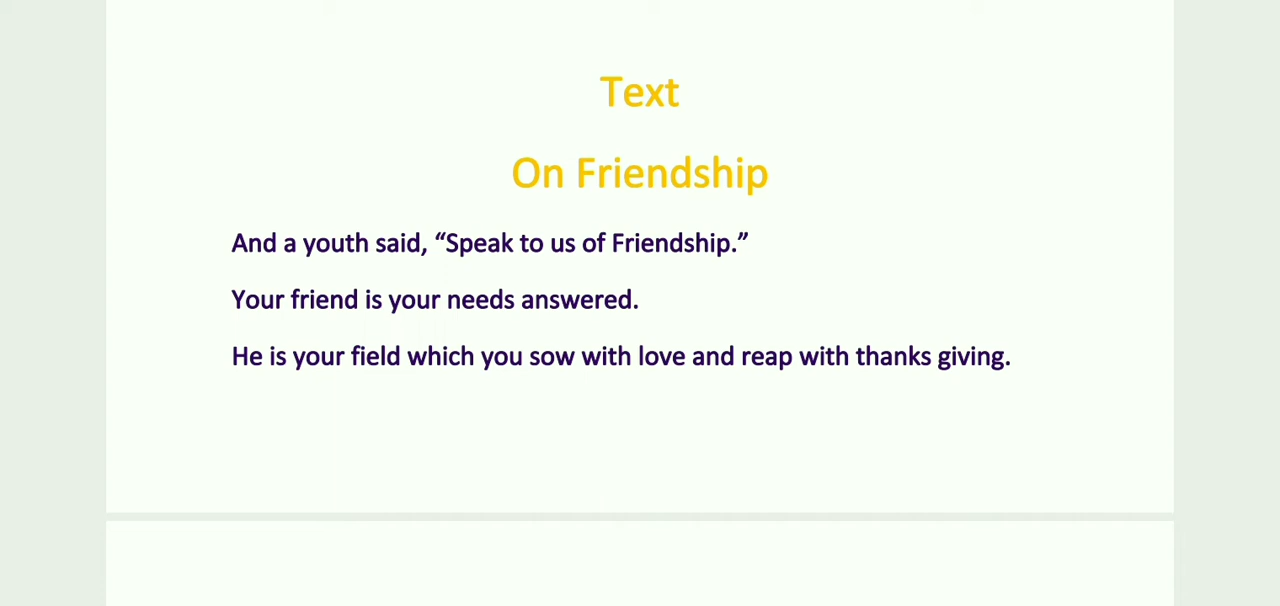 Text
On Friendship
And a youth said, “Speak to us of Friendship.”
Your friend is your needs answered.
He is your field which you sow with love and reap with thanks giving.